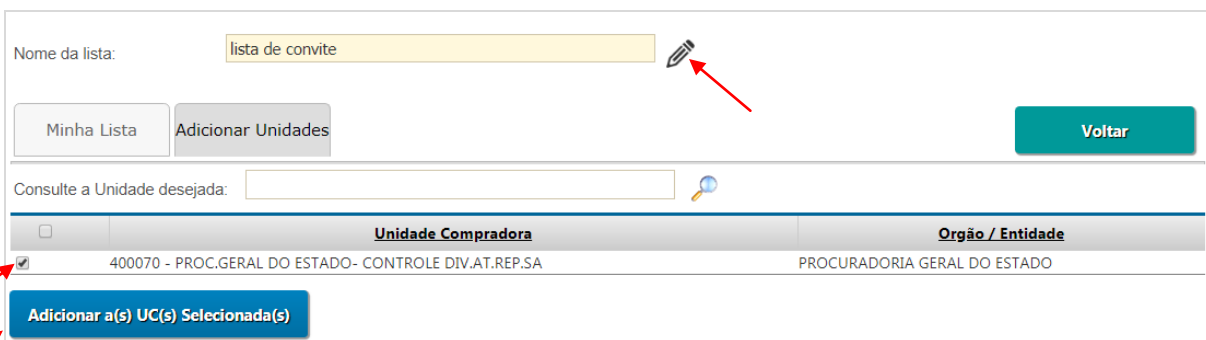 Nome da lista: lista de convite
Minha Lista Adicionar Unidades Voltar
Consulte a Unidade desejada:
Unidade Compradora Orgão / Entidade
400070 - PROC.GERAL DO ESTADO- CONTROLE DIV.AT.REP.SA PROCURADORIA GERAL DO ESTADO
Adicionar a(s) UC(s) Selecionada(s)